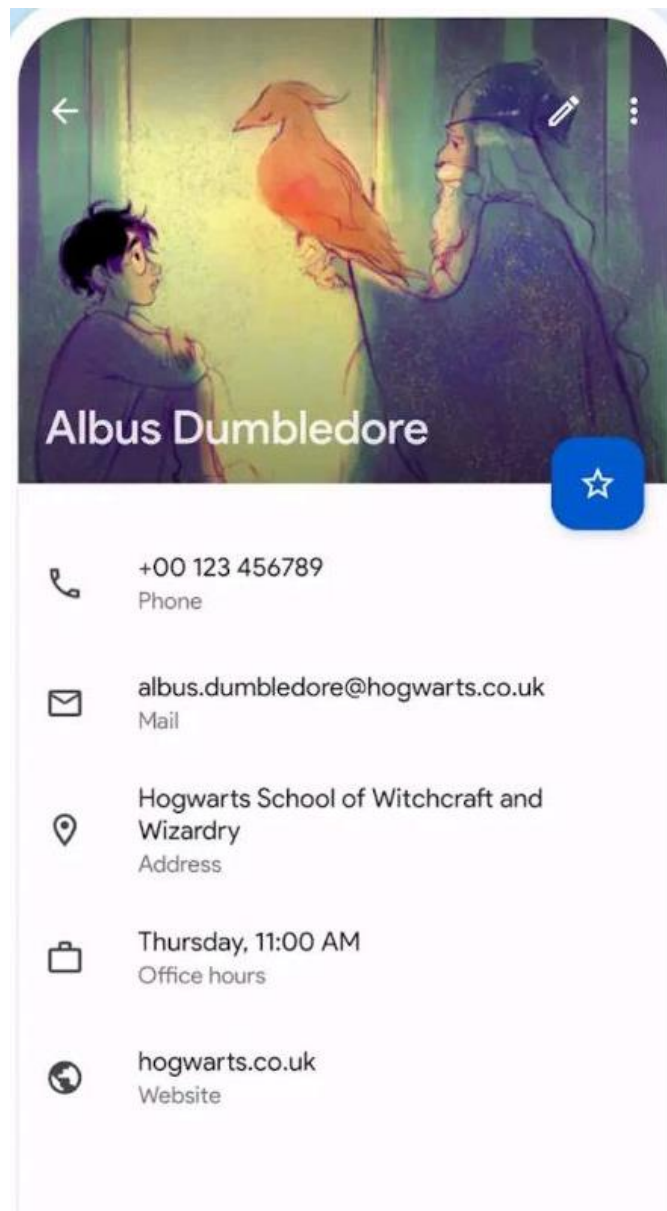 Albus Dumbledore
+00 123 456789
Phone
albus.dumbledore@hogwarts.co.uk
Mail
Hogwarts School of Witchcraft and
Wizardry
Address
Thursday, 11:00 AM
Office hours
hogwarts.co.uk
Website